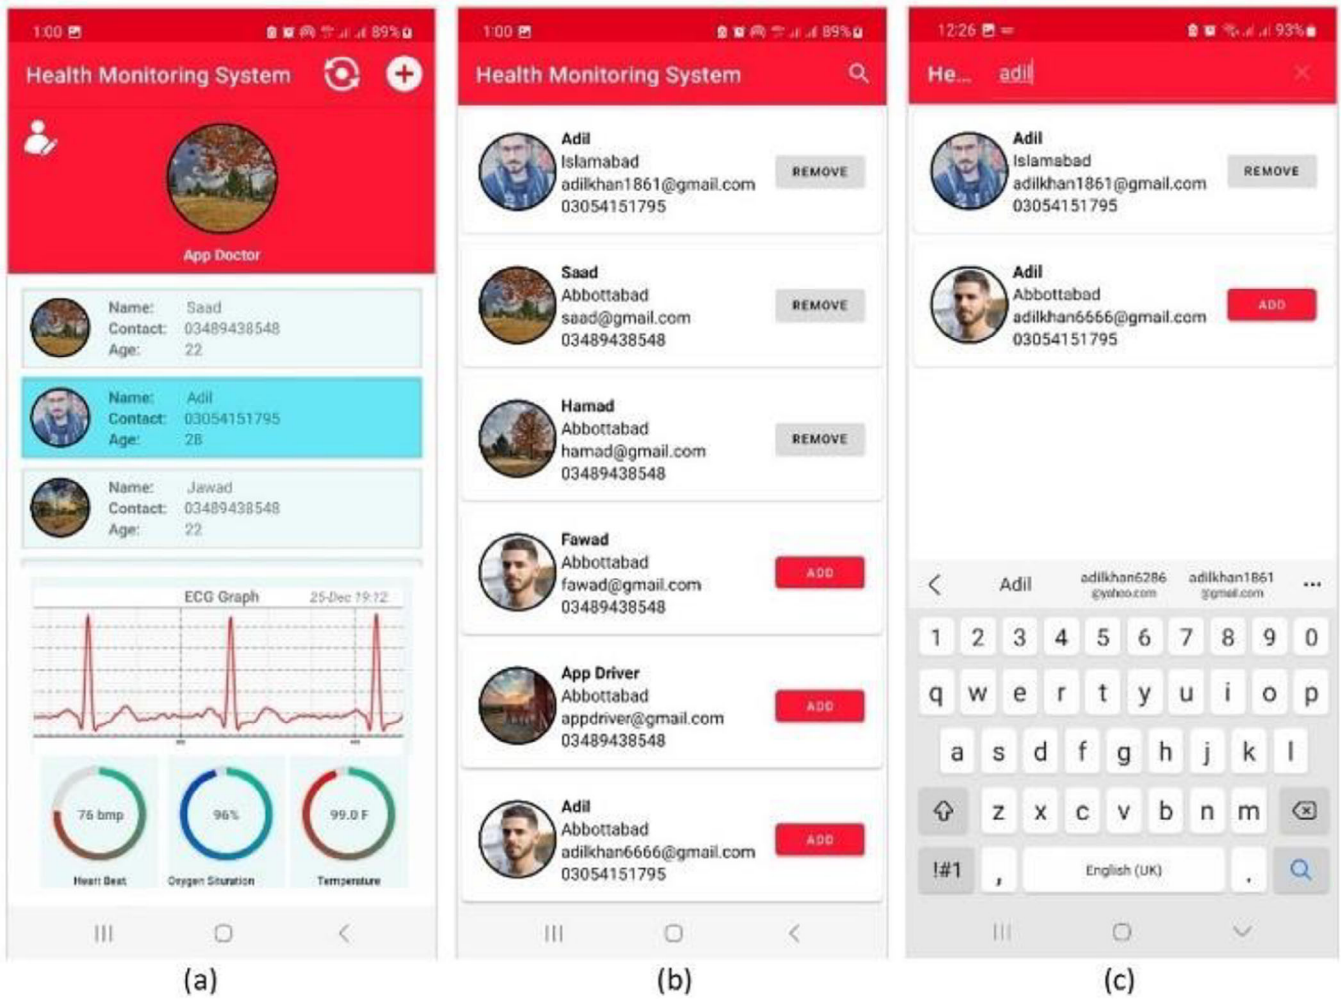 1:00 89%
Health Monitoring System
App Doctor
Name: Saad
Contact: 03489438548
Age: 22
Name: Adil
Contact: 03054151795
Age: 28
Name: Jawad
Contact: 03489438548
Age: 22
ECG Graph 25-Dec 19:12
76 bmp 96% 99.0 F
Heart Beat Oxygen Situration Temperature
(a)
1:00 89%
Health Monitoring System
Adil
Islamabad
adilkhan1861@gmail.com
03054151795
REMOVE
Saad
Abbottabad
saad@gmail.com
03489438548
REMOVE
Hamad
Abbottabad
hamad@gmail.com
03489438548
REMOVE
Fawad
Abbottabad
fawad@gmail.com
03489438548
ADD
App Driver
Abbottabad
appdriver@gmail.com
03489438548
ADD
Adil
Abbottabad
adilkhan6666@gmail.com
03054151795
ADD
(b)
12:26 93%
He... adil
Adil
Islamabad
adilkhan1861@gmail.com
03054151795
REMOVE
Adil
Abbottabad
adilkhan6666@gmail.com
03054151795
ADD
Adil adilkhan6286 @yahoo.com adilkhan1861 @gmail.com ...
1 2 3 4 5 6 7 8 9 0
q w e r t y u i o p
a s d f g h j k l
z x c v b n m
!#1 , English (UK) .
(c)